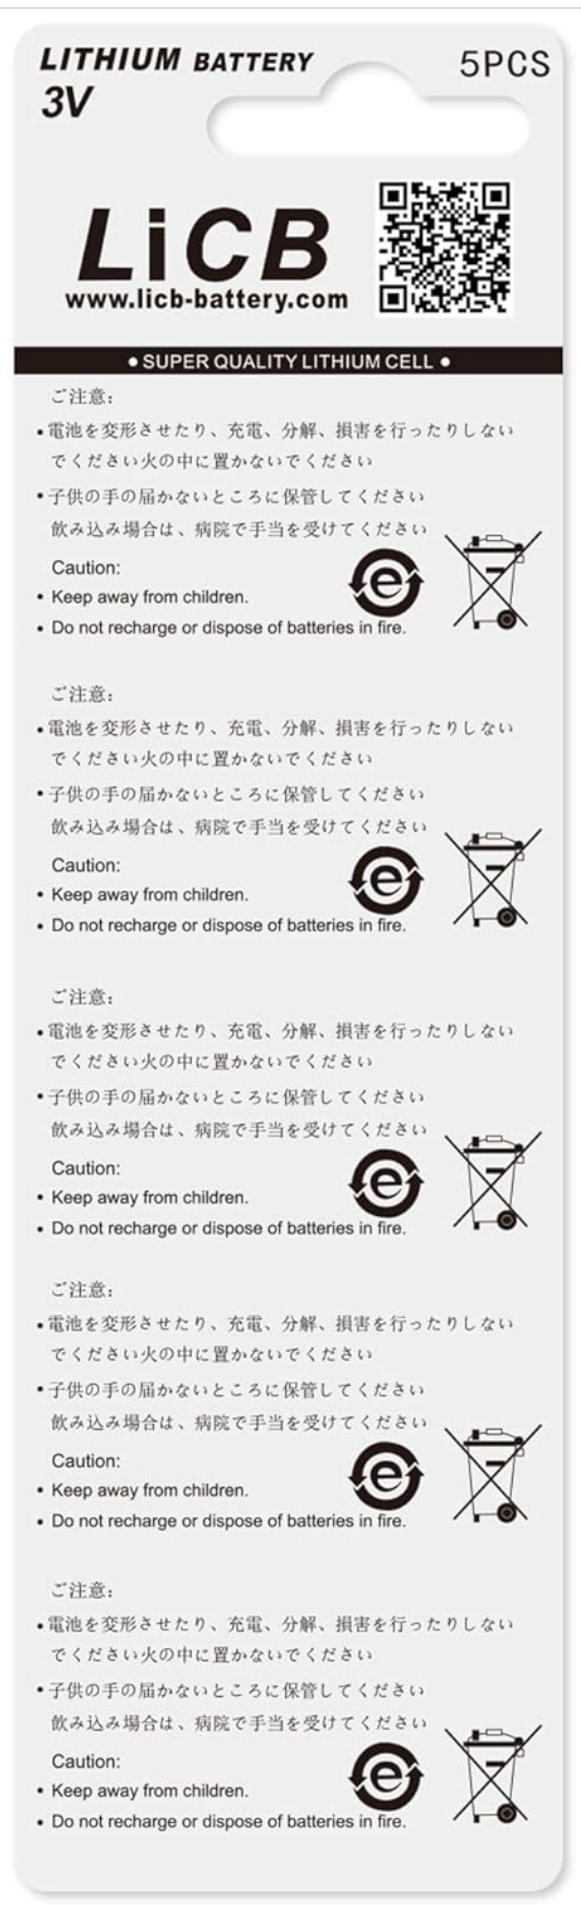 LITHIUM BATTERY
5PCS
3V
LiCB
www.licb-battery.com
● SUPER QUALITY LITHIUM CELL ●
ご注意:
• 電池を変形させたり、充電、分解、損害を行ったりしない
でください火の中に置かないでください
• 子供の手の届かないところに保管してください
飲み込み場合は、病院で手当を受けてください
Caution:
• Keep away from children.
• Do not recharge or dispose of batteries in fire.
ご注意:
• 電池を変形させたり、充電、分解、損害を行ったりしない
でください火の中に置かないでください
• 子供の手の届かないところに保管してください
飲み込み場合は、病院で手当を受けてください
Caution:
• Keep away from children.
• Do not recharge or dispose of batteries in fire.
ご注意:
• 電池を変形させたり、充電、分解、損害を行ったりしない
でください火の中に置かないでください
• 子供の手の届かないところに保管してください
飲み込み場合は、病院で手当を受けてください
Caution:
• Keep away from children.
• Do not recharge or dispose of batteries in fire.
ご注意:
• 電池を変形させたり、充電、分解、損害を行ったりしない
でください火の中に置かないでください
• 子供の手の届かないところに保管してください
飲み込み場合は、病院で手当を受けてください
Caution:
• Keep away from children.
• Do not recharge or dispose of batteries in fire.
ご注意:
• 電池を変形させたり、充電、分解、損害を行ったりしない
でください火の中に置かないでください
• 子供の手の届かないところに保管してください
飲み込み場合は、病院で手当を受けてください
Caution:
• Keep away from children.
• Do not recharge or dispose of batteries in fire.